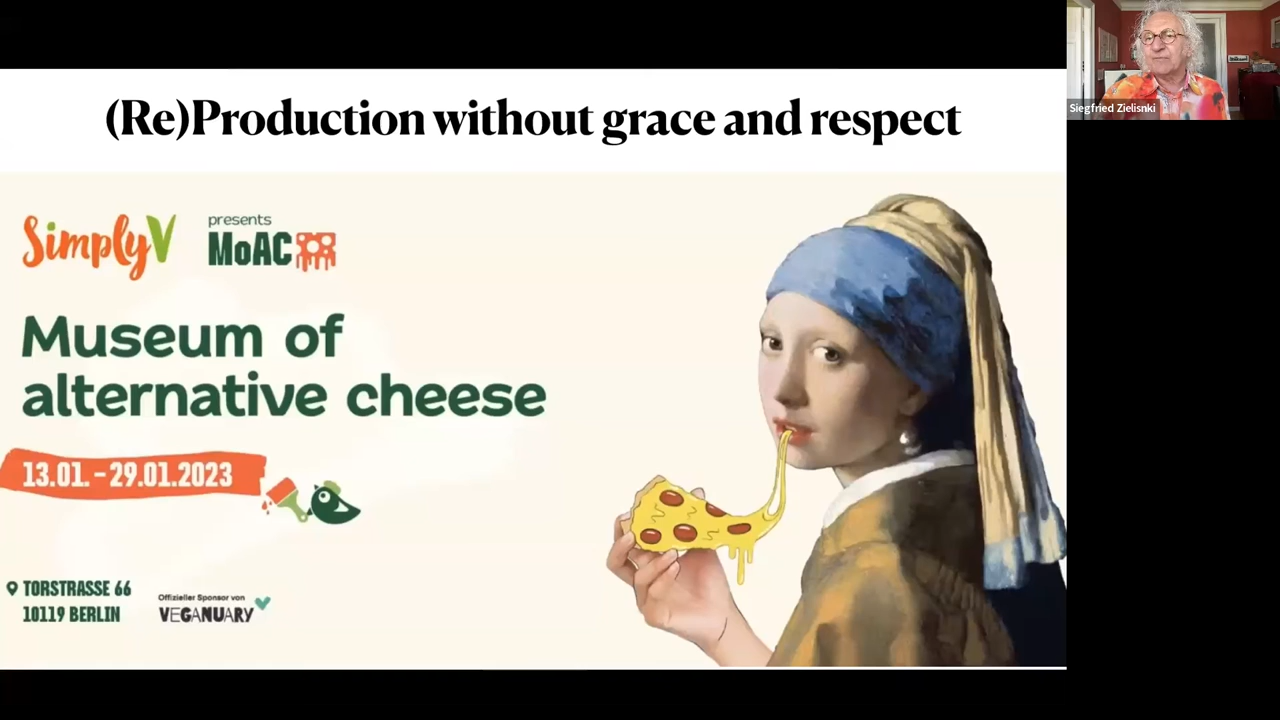 (Re)Production without grace and respect
Siegfried Zielisnki
SimplyV
presents
MoAC
Museum of
alternative cheese
13.01. – 29.01.2023
TORSTRASSE 66
10119 BERLIN
Offizieller Sponsor von
VEGANUARY